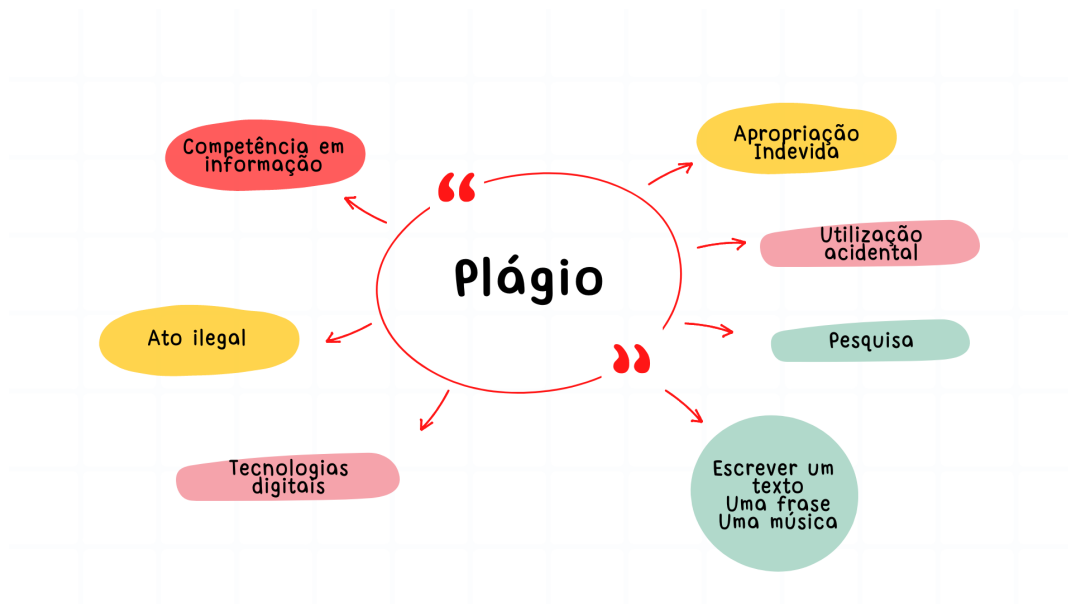 Competência em
informação
Apropriação
Indevida
“
Plágio
”
Utilização
acidental
Ato ilegal
Pesquisa
Tecnologias
digitais
Escrever um
texto
Uma frase
Uma música